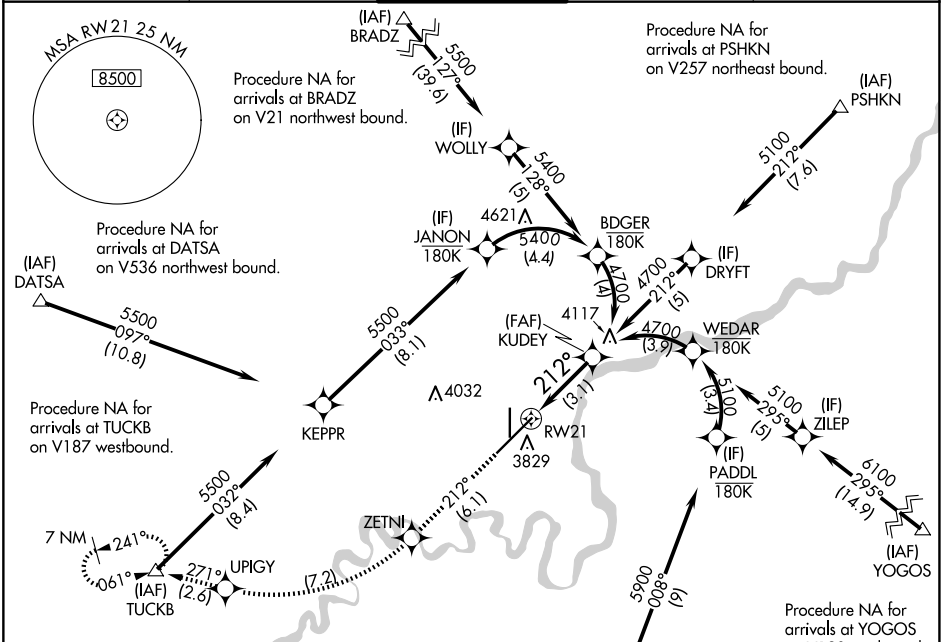 MSA RW21 25 NM
8500
(IAF)
BRADZ
5500
127°
(39.6)
Procedure NA for
arrivals at BRADZ
on V21 northwest bound.
Procedure NA for
arrivals at PSHKN
on V257 northeast bound.
(IAF)
PSHKN
5100
212°
(7.6)
(IF)
WOLLY
5400
128°
(5)
Procedure NA for
arrivals at DATSA
on V536 northwest bound.
(IAF)
DATSA
5500
097°
(10.8)
(IF)
JANON
180K
4621
5400
(4.4)
BDGER
180K
4700
(4)
(IF)
DRYFT
4700
212°
(5)
5500
033°
(8.1)
(FAF)
KUDEY
4117
4700
(3.9)
WEDAR
180K
212°
(3.1)
4032
KEPPR
RW21
3829
5100
(3.4)
(IF)
PADDL
180K
5100
295°
(5)
(IF)
ZILEP
6100
295°
(14.9)
(IAF)
YOGOS
Procedure NA for
arrivals at TUCKB
on V187 westbound.
5500
032°
(8.4)
7 NM
241°
061°
(IAF)
TUCKB
271°
(2.6)
UPIGY
(7.2)
ZETNI
212°
(6.1)
5900
008°
(9)
Procedure NA for
arrivals at YOGOS